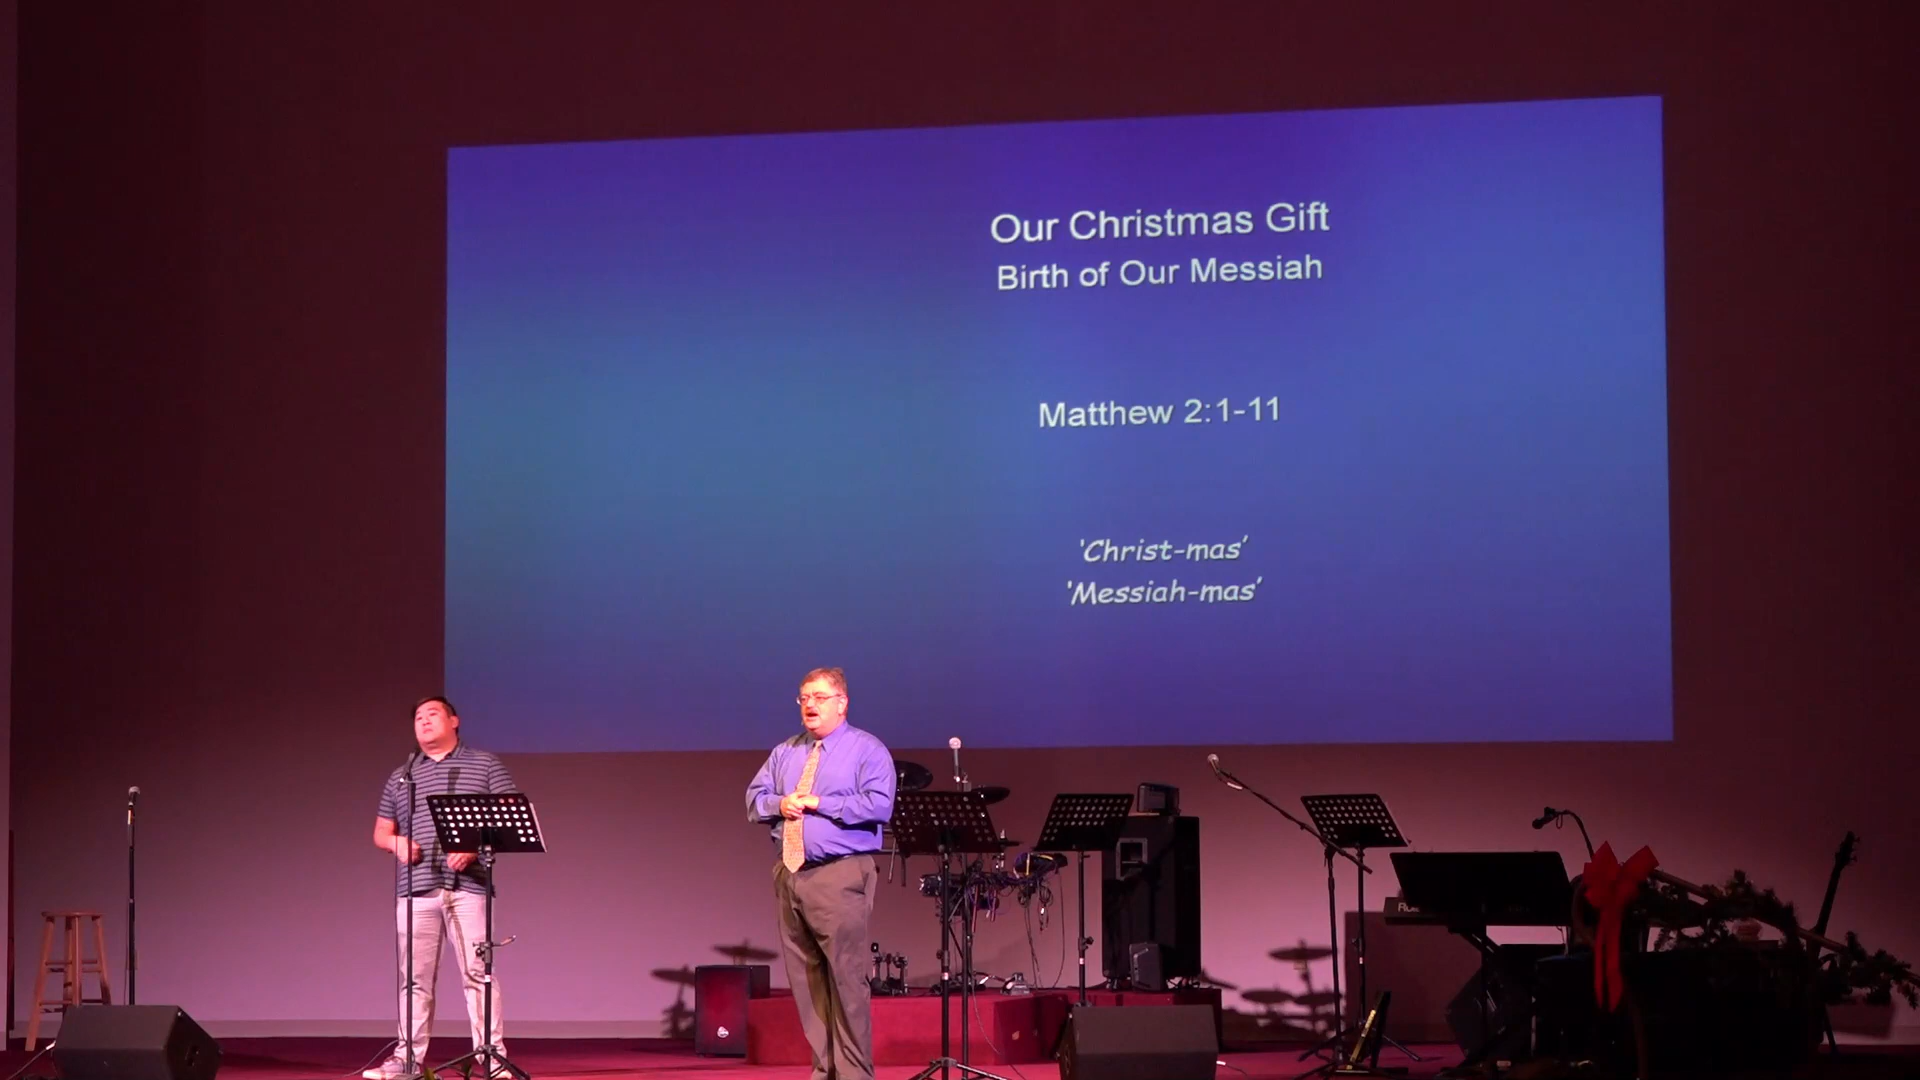 Our Christmas Gift
Birth of Our Messiah
Matthew 2:1-11
'Christ-mas'
'Messiah-mas'